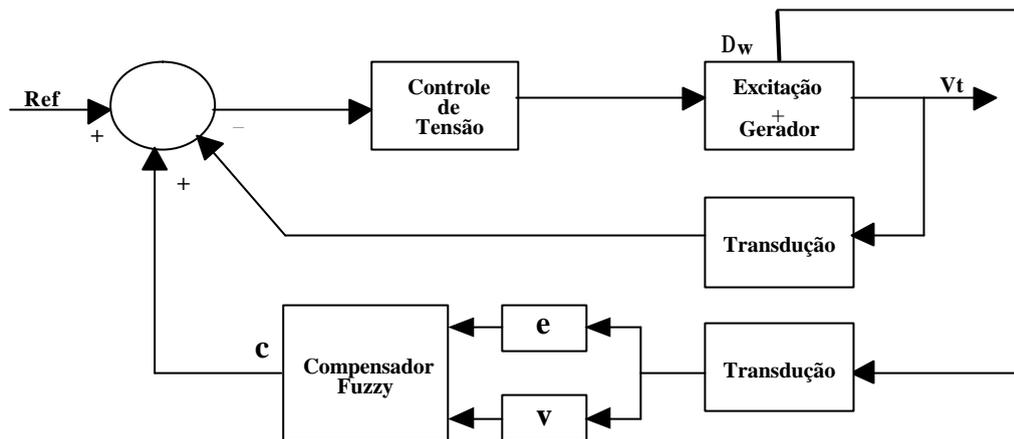 Dw
Ref
+
−
+
Controle
de
Tensão
Excitação
+
Gerador
Vt
Transdução
c
Compensador
Fuzzy
e
v
Transdução